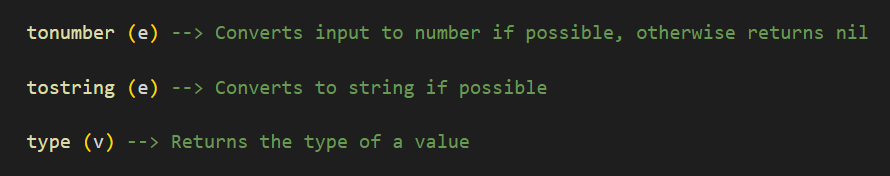 tonumber (e) --> Converts input to number if possible, otherwise returns nil
tostring (e) --> Converts to string if possible
type (v) --> Returns the type of a value